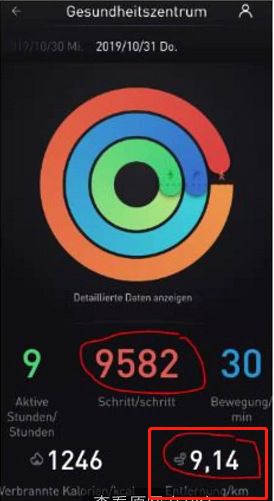 Gesundheitszentrum
2019/10/30 Mi. 2019/10/31 Do.
Detaillierte Daten anzeigen
9 9582 30
Aktive Stunden/ Stunden
Schritt/schritt
Bewegung/ min
1246 9,14
Verbrannte Kalorien/kcal Entfernung/km